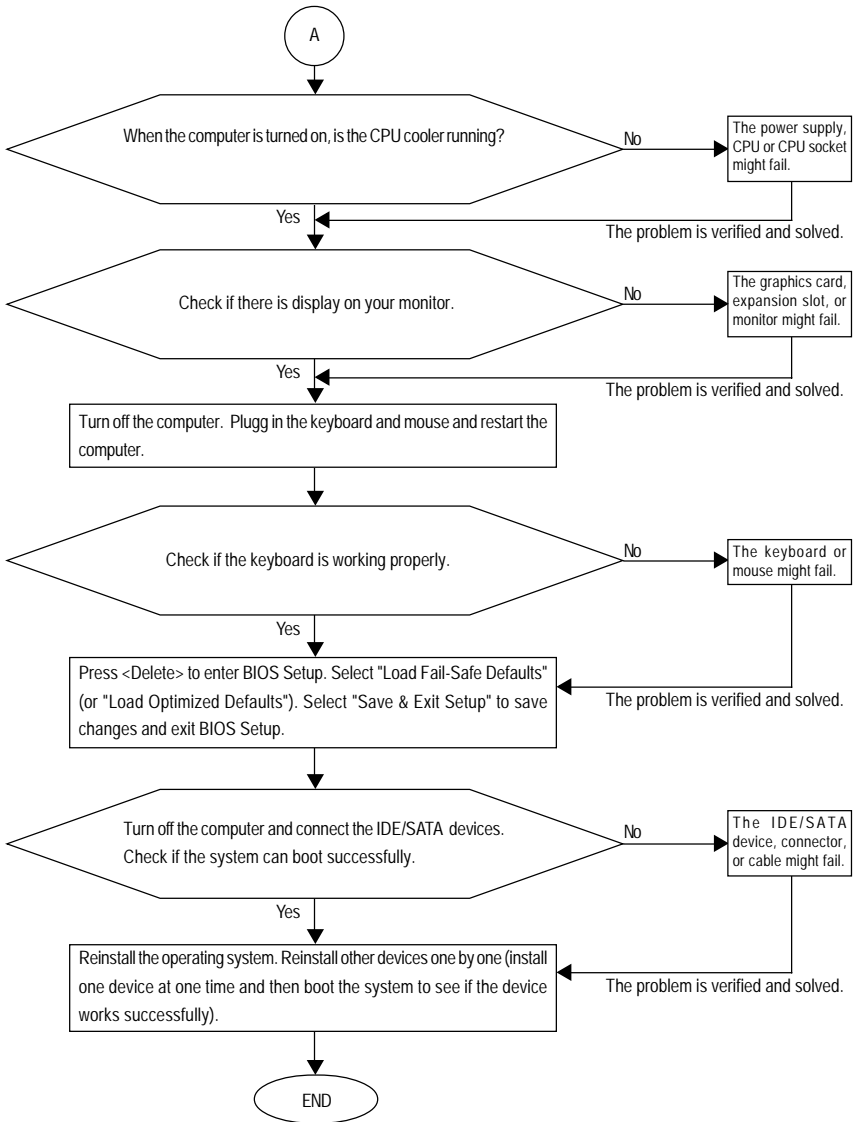 A
When the computer is turned on, is the CPU cooler running?
No
The power supply,
CPU or CPU socket
might fail.
Yes
The problem is verified and solved.
Check if there is display on your monitor.
No
The graphics card,
expansion slot, or
monitor might fail.
Yes
The problem is verified and solved.
Turn off the computer. Plugg in the keyboard and mouse and restart the
computer.
Check if the keyboard is working properly.
No
The keyboard or
mouse might fail.
Yes
Press <Delete> to enter BIOS Setup. Select "Load Fail-Safe Defaults"
(or "Load Optimized Defaults"). Select "Save & Exit Setup" to save
changes and exit BIOS Setup.
The problem is verified and solved.
Turn off the computer and connect the IDE/SATA devices.
Check if the system can boot successfully.
No
The IDE/SATA
device, connector,
or cable might fail.
Yes
Reinstall the operating system. Reinstall other devices one by one (install
one device at one time and then boot the system to see if the device
works successfully).
The problem is verified and solved.
END